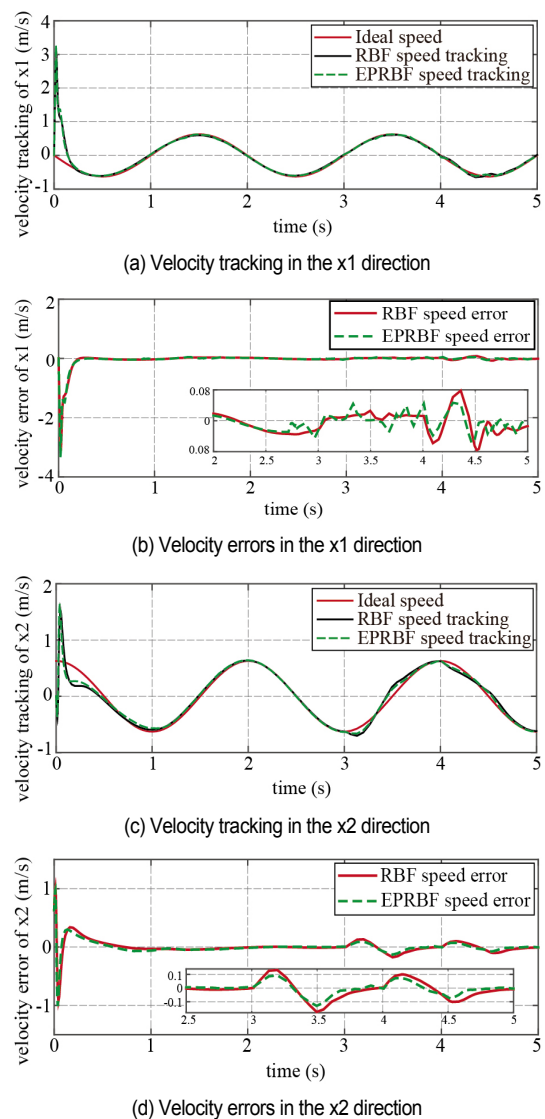 velocity tracking of x1 (m/s)
4
3
2
1
0
-1
Ideal speed
RBF speed tracking
EPRBF speed tracking
0 1 2 3 4 5
time (s)
(a) Velocity tracking in the x1 direction
velocity error of x1 (m/s)
2
0
-2
-4
RBF speed error
EPRBF speed error
0.08
0
0.08
2 2.5 3 3.5 4 4.5 5
0 1 2 3 4 5
time (s)
(b) Velocity errors in the x1 direction
velocity tracking of x2 (m/s)
2
1
0
-1
Ideal speed
RBF speed tracking
EPRBF speed tracking
0 1 2 3 4 5
time (s)
(c) Velocity tracking in the x2 direction
velocity error of x2 (m/s)
1
0
-1
RBF speed error
EPRBF speed error
0.1
0
-0.1
2.5 3 3.5 4 4.5 5
0 1 2 3 4 5
time (s)
(d) Velocity errors in the x2 direction